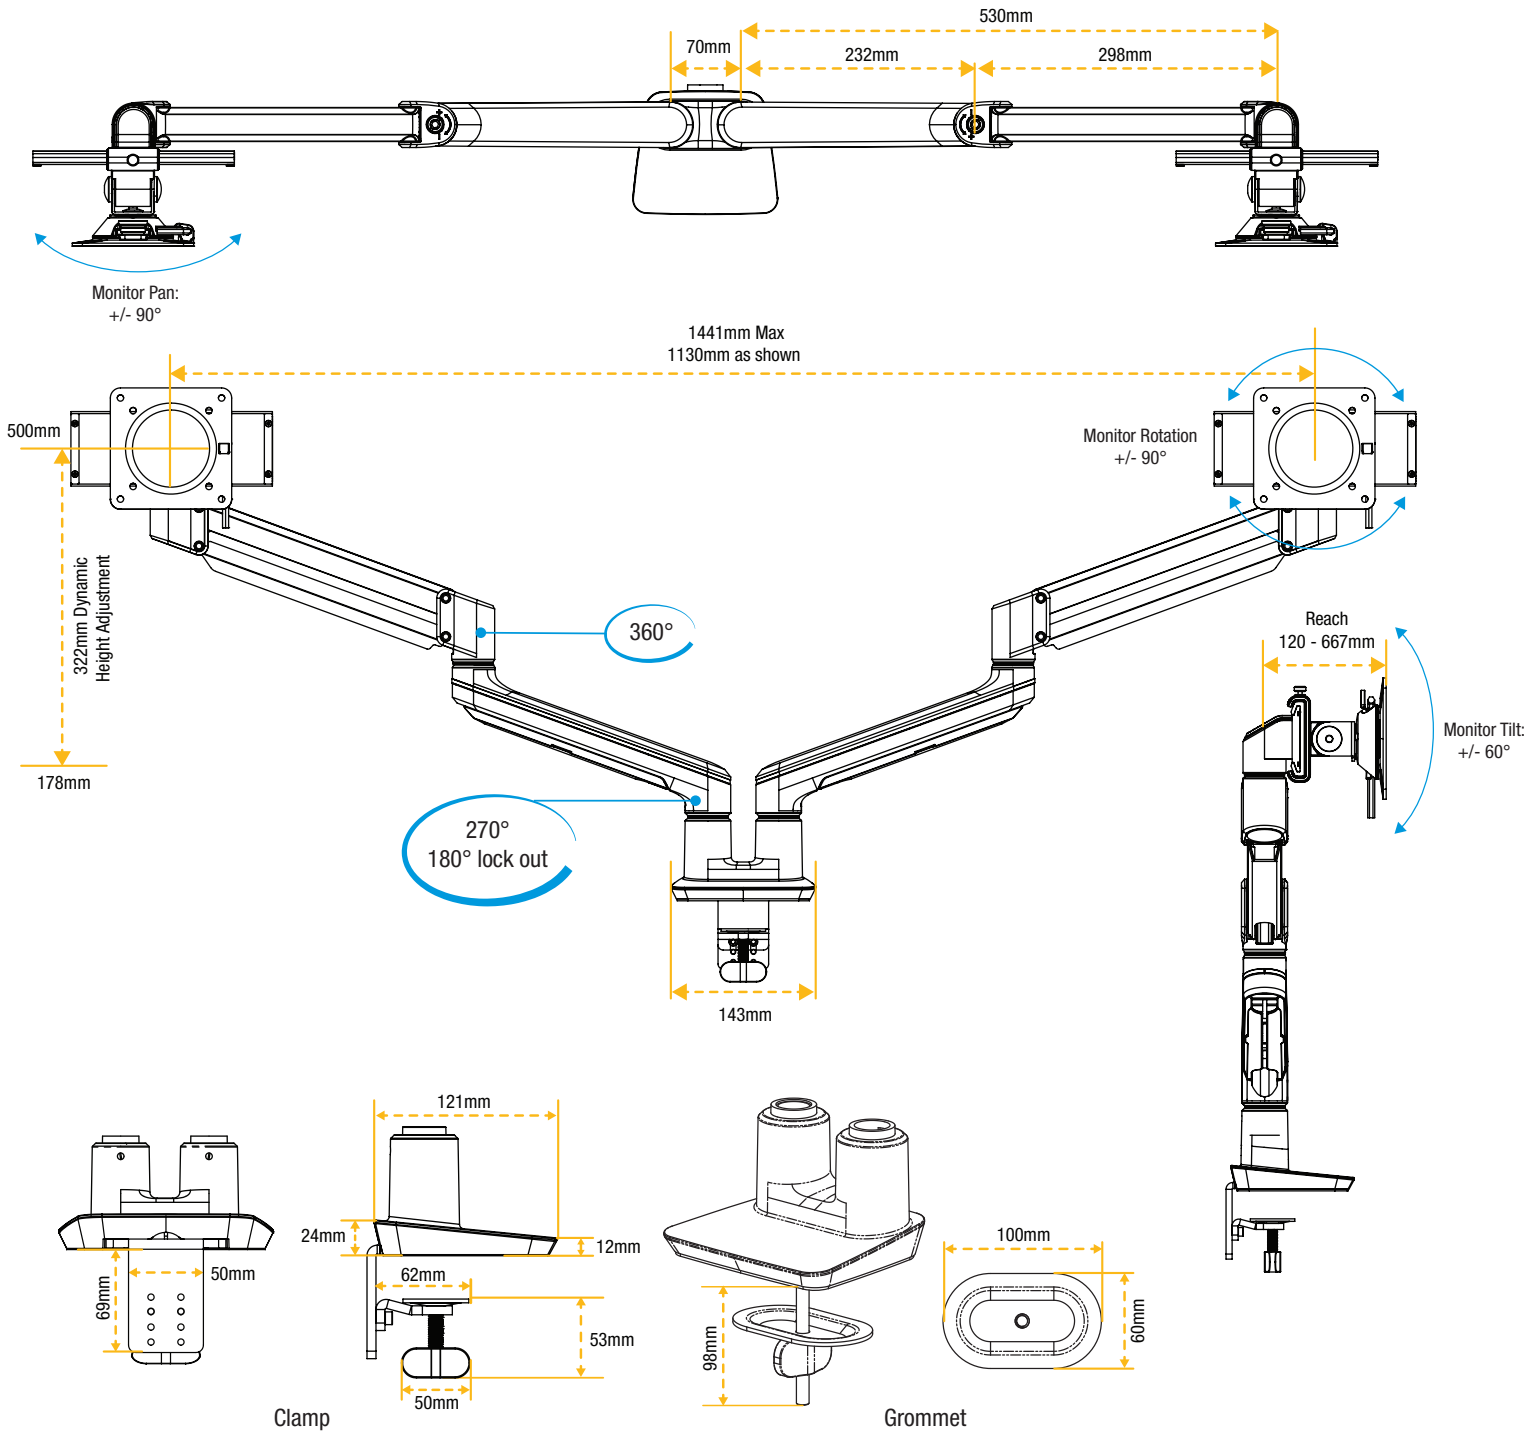 530mm
70mm
232mm
298mm
Monitor Pan:
+/- 90°
1441mm Max
1130mm as shown
500mm
Monitor Rotation
+/- 90°
322mm Dynamic
Height Adjustment
360°
Reach
120 - 667mm
Monitor Tilt:
+/- 60°
178mm
270°
180° lock out
143mm
121mm
24mm
12mm
50mm
69mm
62mm
53mm
50mm
98mm
100mm
60mm
Clamp
Grommet